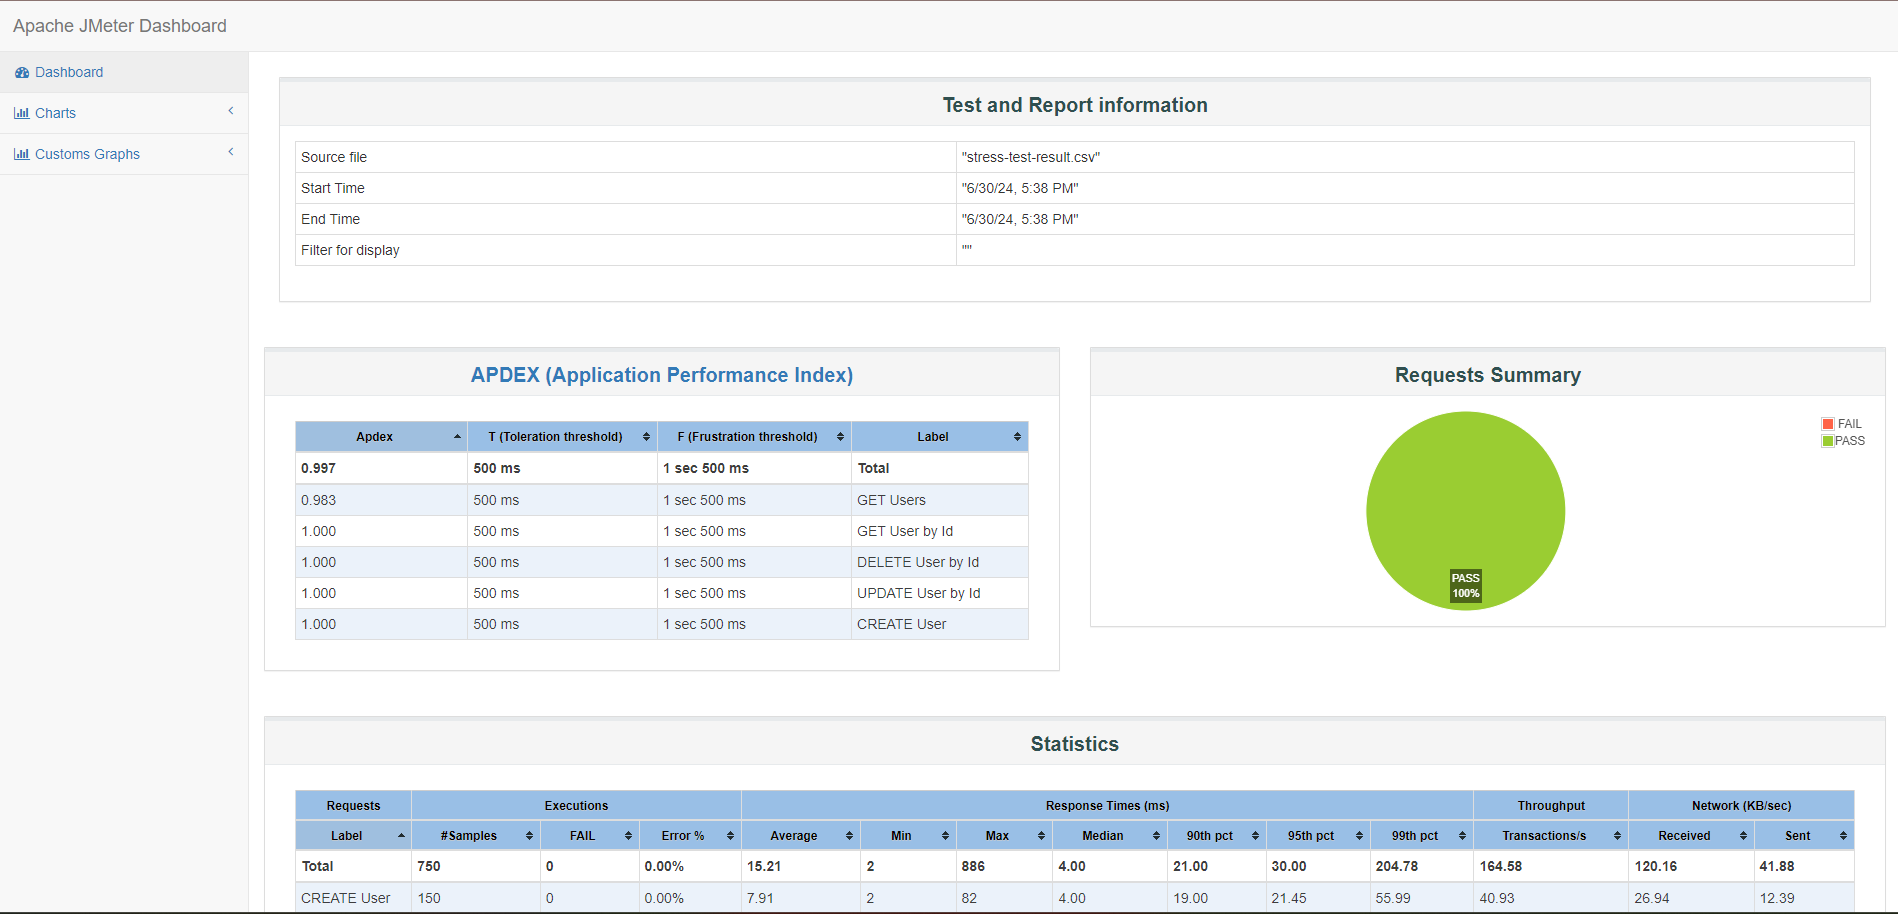 Apache JMeter Dashboard
Dashboard
Charts
Customs Graphs
Test and Report information
Source file "stress-test-result.csv"
Start Time "6/30/24, 5:38 PM"
End Time "6/30/24, 5:38 PM"
Filter for display ""
APDEX (Application Performance Index)
Apdex T (Toleration threshold) F (Frustration threshold) Label
0.997 500 ms 1 sec 500 ms Total
0.983 500 ms 1 sec 500 ms GET Users
1.000 500 ms 1 sec 500 ms GET User by Id
1.000 500 ms 1 sec 500 ms DELETE User by Id
1.000 500 ms 1 sec 500 ms UPDATE User by Id
1.000 500 ms 1 sec 500 ms CREATE User
Requests Summary
FAIL
PASS
PASS
100%
Statistics
Requests Executions Response Times (ms) Throughput Network (KB/sec)
Label #Samples FAIL Error % Average Min Max Median 90th pct 95th pct 99th pct Transactions/s Received Sent
Total 750 0 0.00% 15.21 2 886 4.00 21.00 30.00 204.78 164.58 120.16 41.88
CREATE User 150 0 0.00% 7.91 2 82 4.00 19.00 21.45 55.99 40.93 26.94 12.39